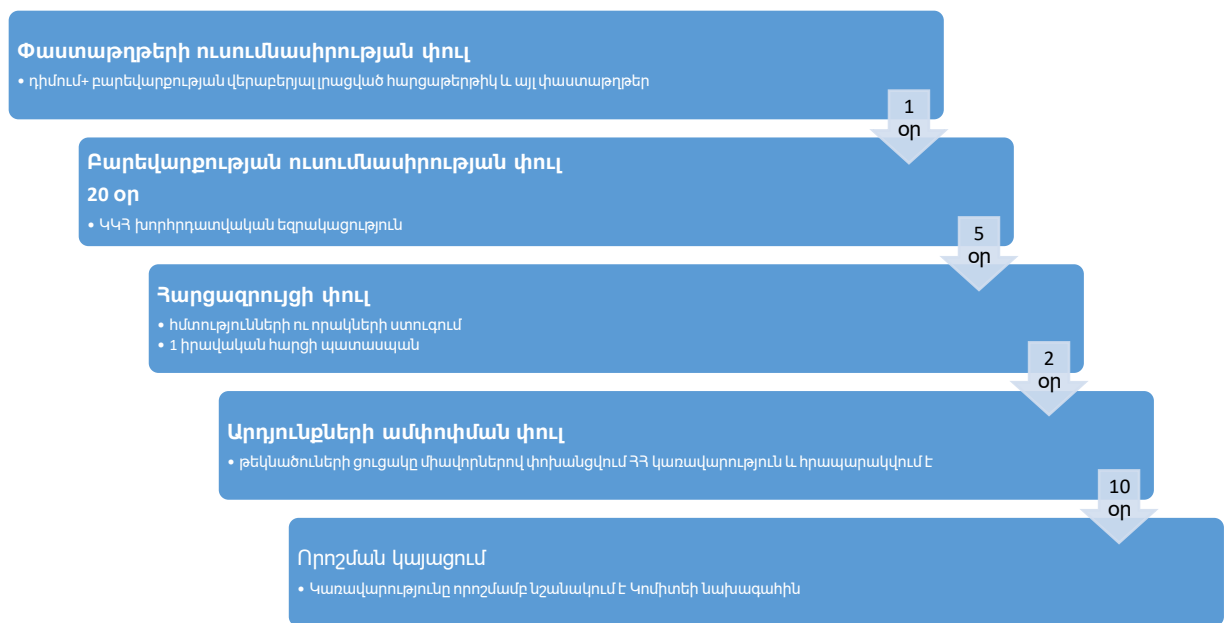 Փաստաթղթերի ուսումնասիրության փուլ
• դիմում+ բարեվարքության վերաբերյալ լրացված հարցաթերթիկ և այլ փաստաթղթեր
1
օր
Բարեվարքության ուսումնասիրության փուլ
20 օր
• ԿԿՀ խորհրդատվական եզրակացություն
5
օր
Հարցազրույցի փուլ
• հմտությունների ու որակների ստուգում
• 1 իրավական հարցի պատասպան
2
օր
Արդյունքների ամփոփման փուլ
• թեկնածուների ցուցակը միավորներով փոխանցվում ՀՀ կառավարություն և հրապարակվում է
10
օր
Որոշման կայացում
• Կառավարությունը որոշմամբ նշանակում է Կոմիտեի նախագահին